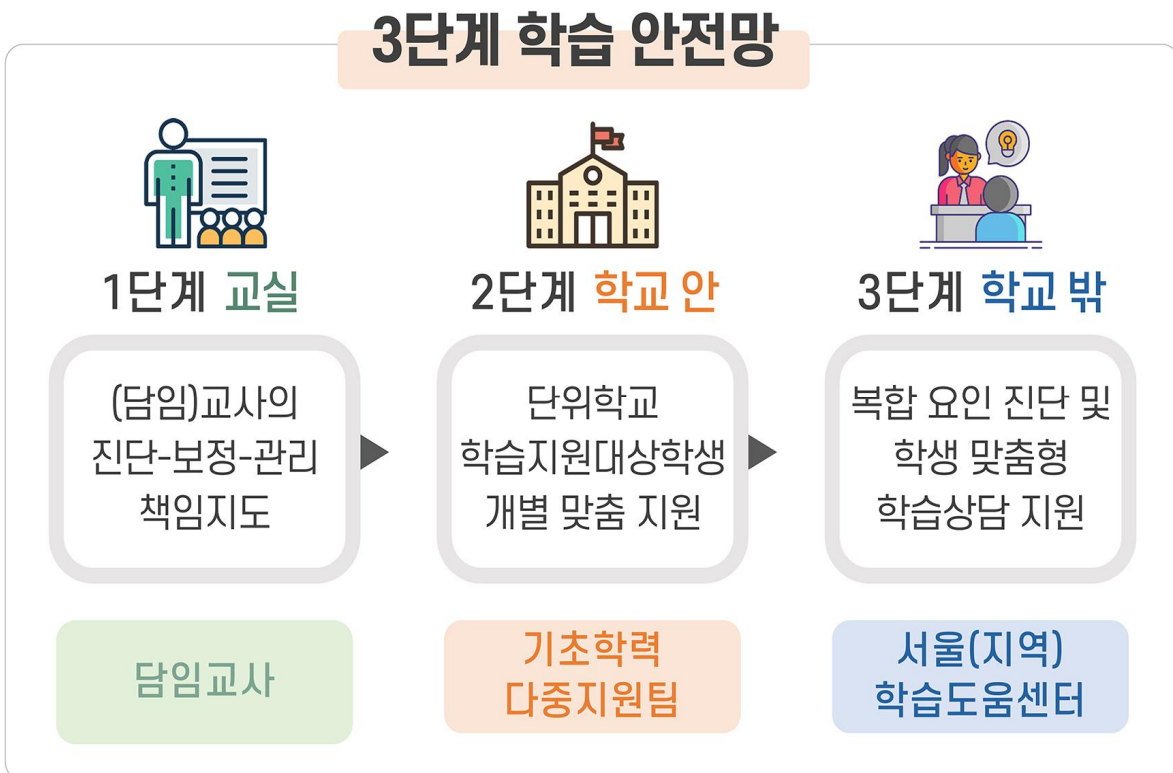 3단계 학습 안전망
1단계 교실
(담임)교사의
진단-보정-관리
책임지도
담임교사
2단계 학교 안
단위학교
학습지원대상학생
개별 맞춤 지원
기초학력
다중지원팀
3단계 학교 밖
복합 요인 진단 및
학생 맞춤형
학습상담 지원
서울(지역)
학습도움센터